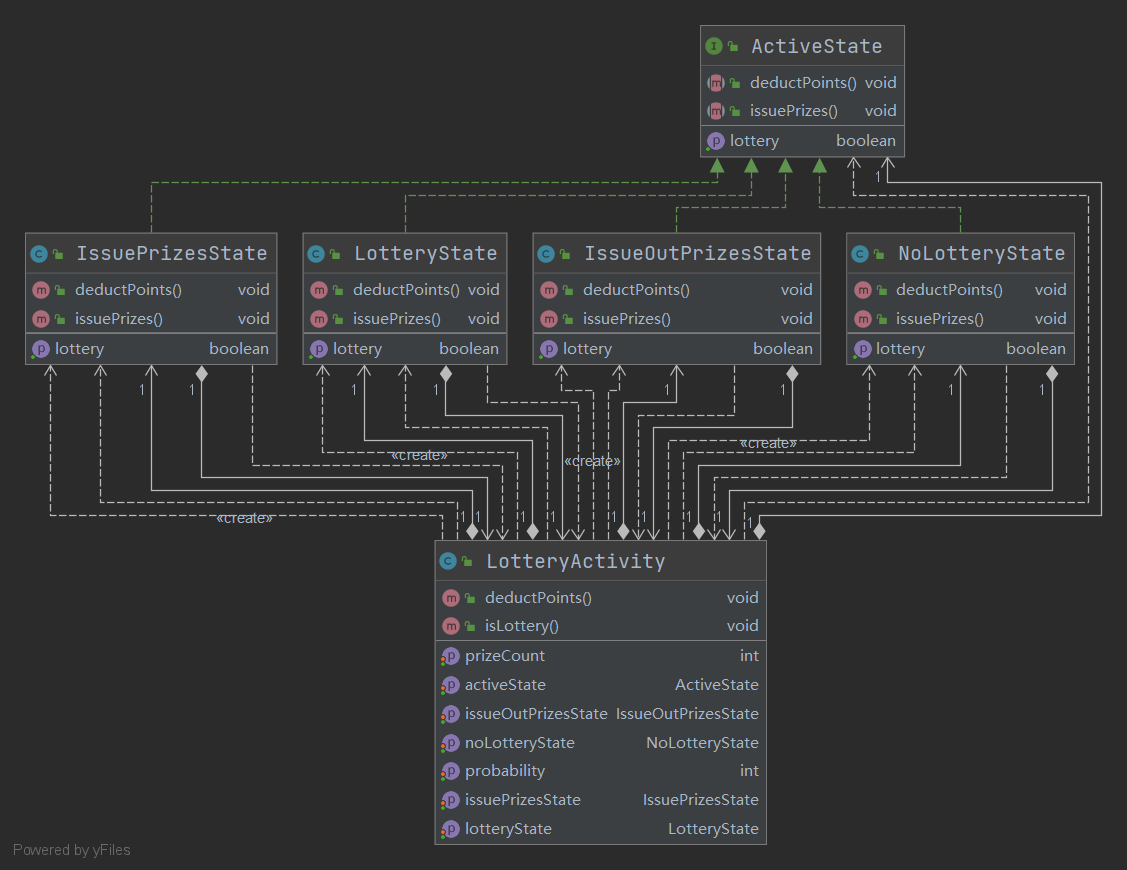 ActiveState
deductPoints() void
issuePrizes() void
lottery boolean
1
IssuePrizesState
deductPoints() void
issuePrizes() void
lottery boolean
LotteryState
deductPoints() void
issuePrizes() void
lottery boolean
IssueOutPrizesState
deductPoints() void
issuePrizes() void
lottery boolean
NoLotteryState
deductPoints() void
issuePrizes() void
lottery boolean
1 1 1 1 1 1 1 1
«create»
«create»
«create»
«create»
1 1 1 1 1 1 1 1 1
LotteryActivity
deductPoints() void
isLottery() void
prizeCount int
activeState ActiveState
issueOutPrizesState IssueOutPrizesState
noLotteryState NoLotteryState
probability int
issuePrizesState IssuePrizesState
lotteryState LotteryState
Powered by yFiles